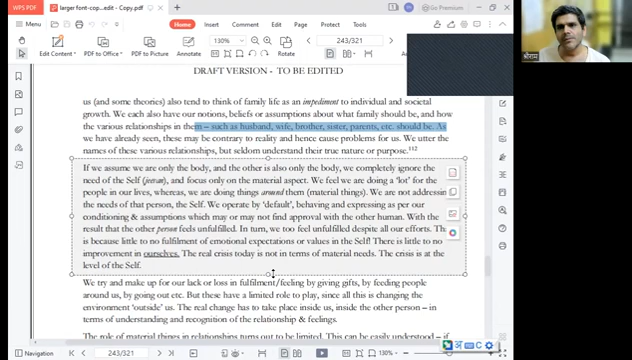 WPS PDF
larger font-cop...edit - Copy.pdf
Go Premium
Menu
Home
Edit
Insert
Comment
Page
Protect
Tools
130%
243/321
Edit Content
PDF to Office
PDF to Picture
Annotate
Rotate
DRAFT VERSION - TO BE EDITED
us (and some theories) also tend to think of family life as an impediment to individual and societal
growth. We each also have our notions, beliefs or assumptions about what family should be, and how
the various relationships in them – such as husband, wife, brother, sister, parents, etc. should be. As
we have already seen, these may be contrary to reality and hence cause problems for us. We utter the
names of these various relationships, but seldom understand their true nature or purpose.112
If we assume we are only the body, and the other is also only the body, we completely ignore the
need of the Self (jeevan), and focus only on the material aspect. We feel we are doing a 'lot' for the
people in our lives, whereas, we are doing things around them (material things). We are not addressin
the needs of that person, the Self. We operate by 'default', behaving and expressing as per our
conditioning & assumptions which may or may not find approval with the other human. With the
result that the other person feels unfulfilled. In turn, we too feel unfulfilled despite all our efforts. Th
is because little to no fulfilment of emotional expectations or values in the Self! There is little to no
improvement in ourselves. The real crisis today is not in terms of material needs. The crisis is at the
level of the Self.
We try and make up for our lack or loss in fulfilment/feeling by giving gifts, by feeding people
around us, by going out etc. But these have a limited role to play, since all this is changing the
environment 'outside' us. The real change has to take place inside us, inside the other person – in
terms of understanding and recognition of the relationship & feelings.
The role of material things in relationships turns out to be limited. This can be easily understood – if
Navigation
243/321
130%
श्रीराम